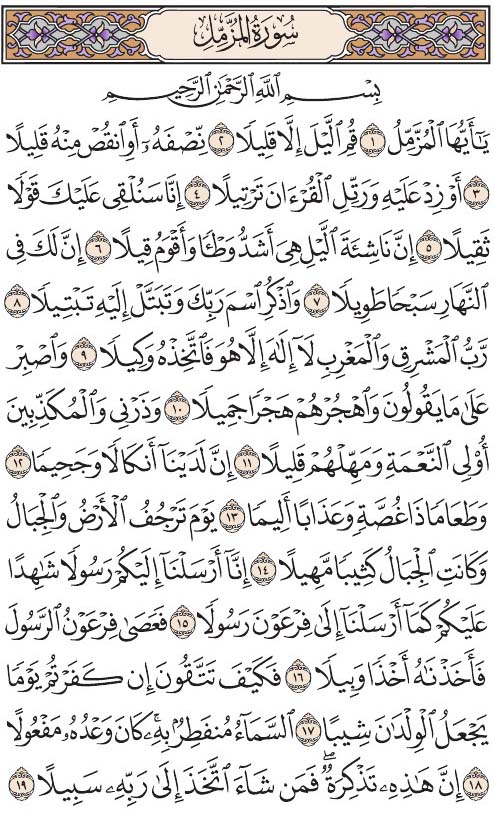 سُورَةُ الْمُزَّمِّلِ
بِسْمِ ٱللَّهِ ٱلرَّحْمَٰنِ ٱلرَّحِيمِ
يَٰٓأَيُّهَا ٱلْمُزَّمِّلُ ١ قُمِ ٱلَّيْلَ إِلَّا قَلِيلًا ٢ نِّصْفَهُۥٓ أَوِ ٱنقُصْ مِنْهُ قَلِيلًا
٣ أَوْ زِدْ عَلَيْهِ وَرَتِّلِ ٱلْقُرْءَانَ تَرْتِيلًا ٤ إِنَّا سَنُلْقِى عَلَيْكَ قَوْلًا
ثَقِيلًا ٥ إِنَّ نَاشِئَةَ ٱلَّيْلِ هِىَ أَشَدُّ وَطْـًٔا وَأَقْوَمُ قِيلًا ٦ إِنَّ لَكَ فِى
ٱلنَّهَارِ سَبْحًا طَوِيلًا ٧ وَٱذْكُرِ ٱسْمَ رَبِّكَ وَتَبَتَّلْ إِلَيْهِ تَبْتِيلًا ٨
رَّبُّ ٱلْمَشْرِقِ وَٱلْمَغْرِبِ لَآ إِلَٰهَ إِلَّا هُوَ فَٱتَّخِذْهُ وَكِيلًا ٩ وَٱصْبِرْ
عَلَىٰ مَا يَقُولُونَ وَٱهْجُرْهُمْ هَجْرًا جَمِيلًا ١٠ وَذَرْنِى وَٱلْمُكَذِّبِينَ
أُو۟لِى ٱلنَّعْمَةِ وَمَهِّلْهُمْ قَلِيلًا ١١ إِنَّ لَدَيْنَآ أَنكَالًا وَجَحِيمًا ١٢
وَطَعَامًا ذَا غُصَّةٍ وَعَذَابًا أَلِيمًا ١٣ يَوْمَ تَرْجُفُ ٱلْأَرْضُ وَٱلْجِبَالُ
وَكَانَتِ ٱلْجِبَالُ كَثِيبًا مَّهِيلًا ١٤ إِنَّآ أَرْسَلْنَآ إِلَيْكُمْ رَسُولًا شَٰهِدًا
عَلَيْكُمْ كَمَآ أَرْسَلْنَآ إِلَىٰ فِرْعَوْنَ رَسُولًا ١٥ فَعَصَىٰ فِرْعَوْنُ ٱلرَّسُولَ
فَأَخَذْنَٰهُ أَخْذًا وَبِيلًا ١٦ فَكَيْفَ تَتَّقُونَ إِن كَفَرْتُمْ يَوْمًا
يَجْعَلُ ٱلْوِلْدَٰنَ شِيبًا ١٧ ٱلسَّمَآءُ مُنفَطِرٌۢ بِهِۦ ۚ كَانَ وَعْدُهُۥ مَفْعُولًا
١٨ إِنَّ هَٰذِهِۦ تَذْكِرَةٌ ۖ فَمَن شَآءَ ٱتَّخَذَ إِلَىٰ رَبِّهِۦ سَبِيلًا ١٩